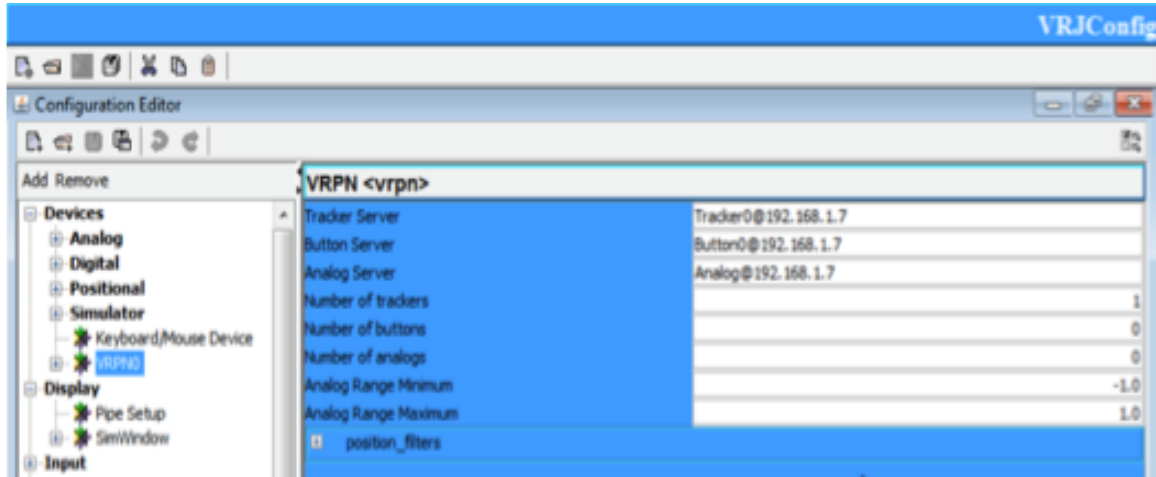 VRJConfig
Configuration Editor
Add Remove
VRPN <vrpn>
Devices
Analog
Digital
Positional
Simulator
Keyboard/Mouse Device
VRPN0
Display
Pipe Setup
SimWindow
Input
Tracker Server Tracker0@192.168.1.7
Button Server Button0@192.168.1.7
Analog Server Analog@192.168.1.7
Number of trackers 1
Number of buttons 0
Number of analogs 0
Analog Range Minimum -1.0
Analog Range Maximum 1.0
position_filters